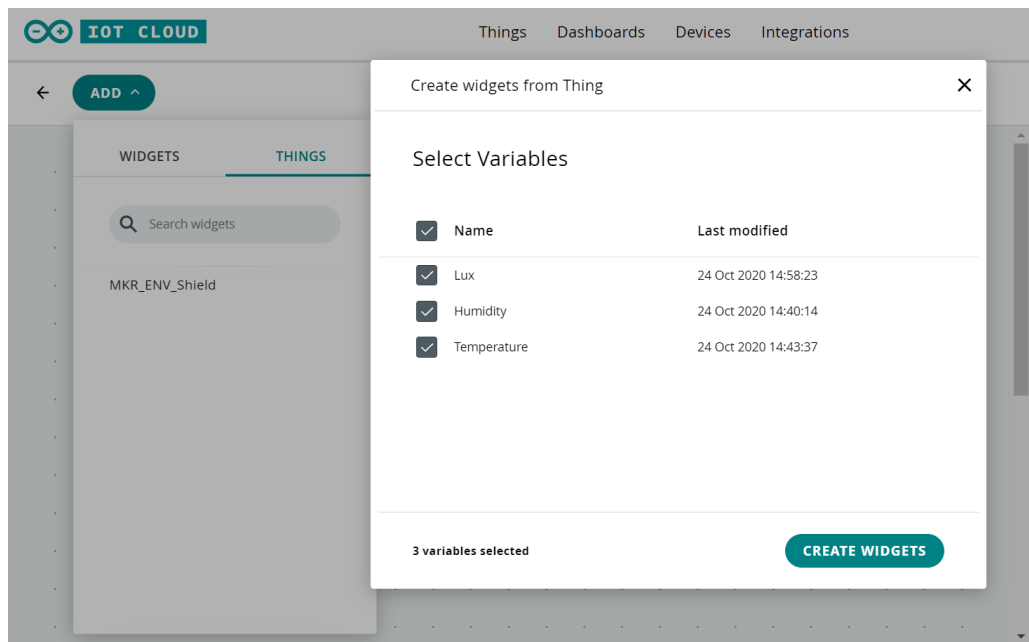 IOT CLOUD
Things Dashboards Devices Integrations
ADD
Create widgets from Thing
WIDGETS THINGS
Search widgets
MKR_ENV_Shield
Select Variables
Name Last modified
Lux 24 Oct 2020 14:58:23
Humidity 24 Oct 2020 14:40:14
Temperature 24 Oct 2020 14:43:37
3 variables selected
CREATE WIDGETS